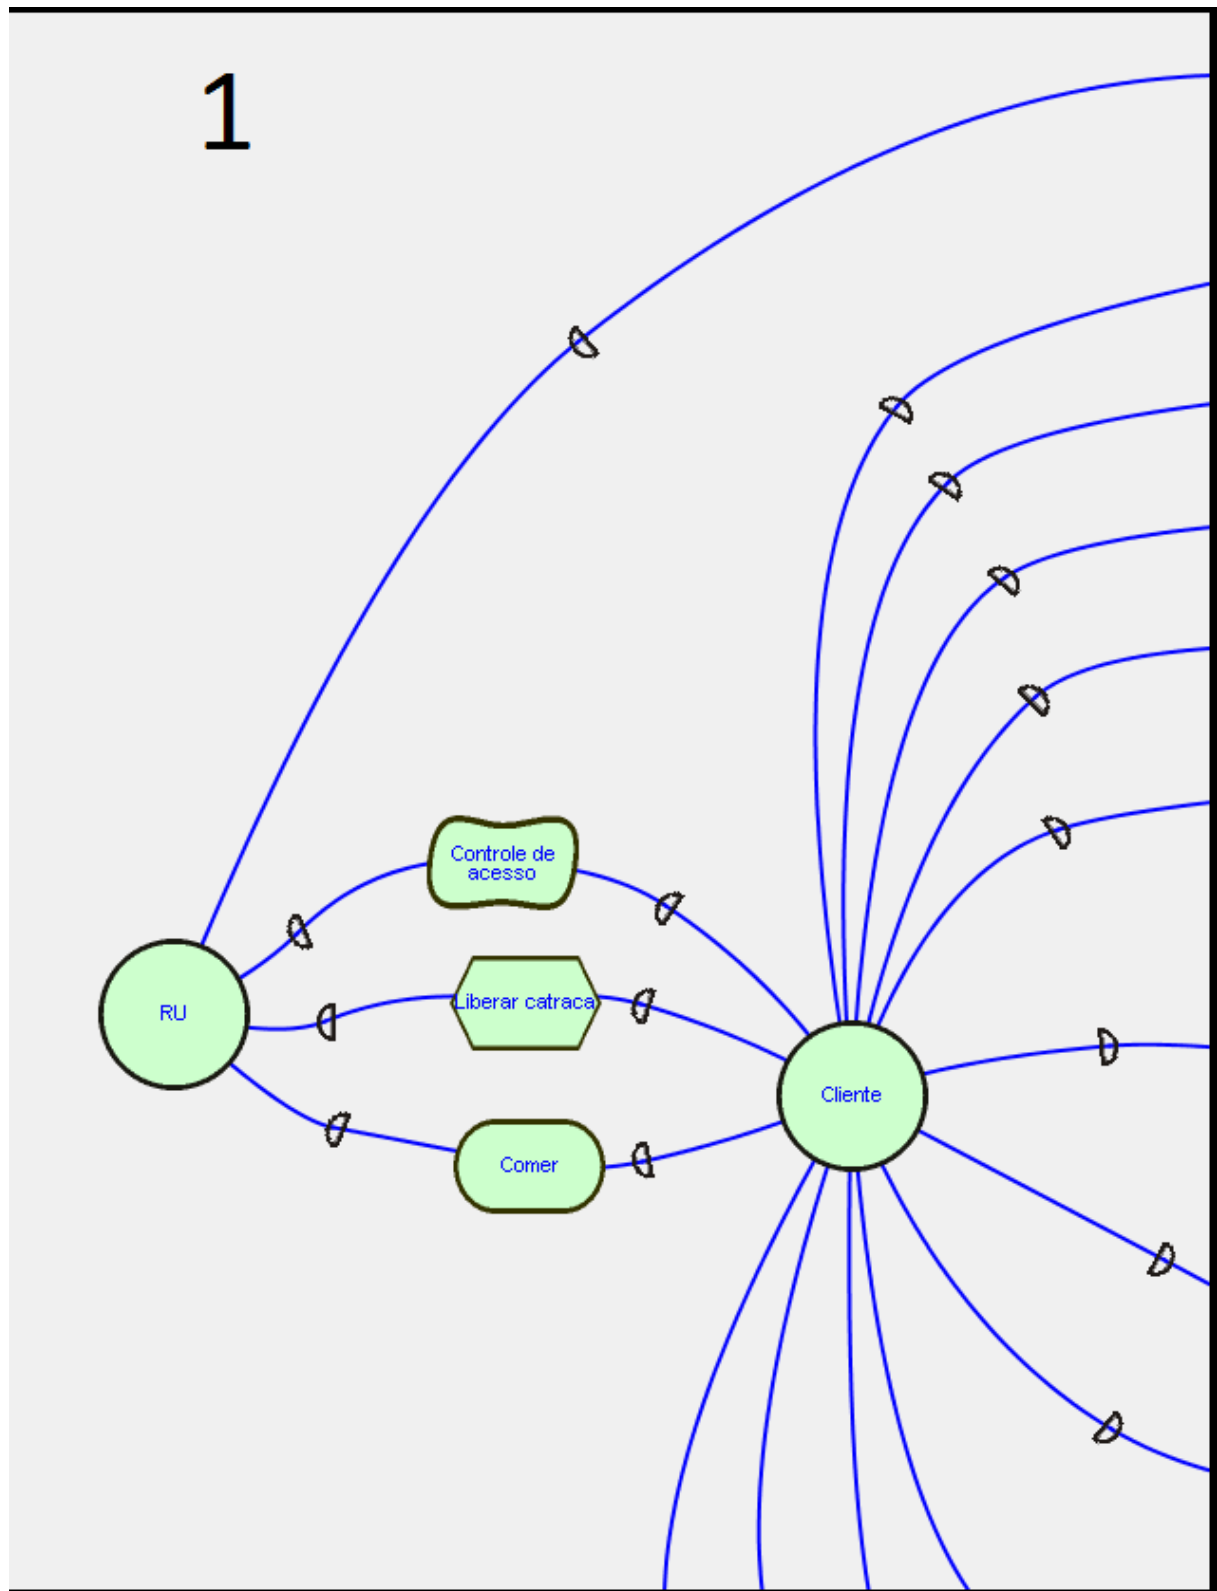 1
Controle de
acesso
RU
Liberar catraca
Cliente
Comer